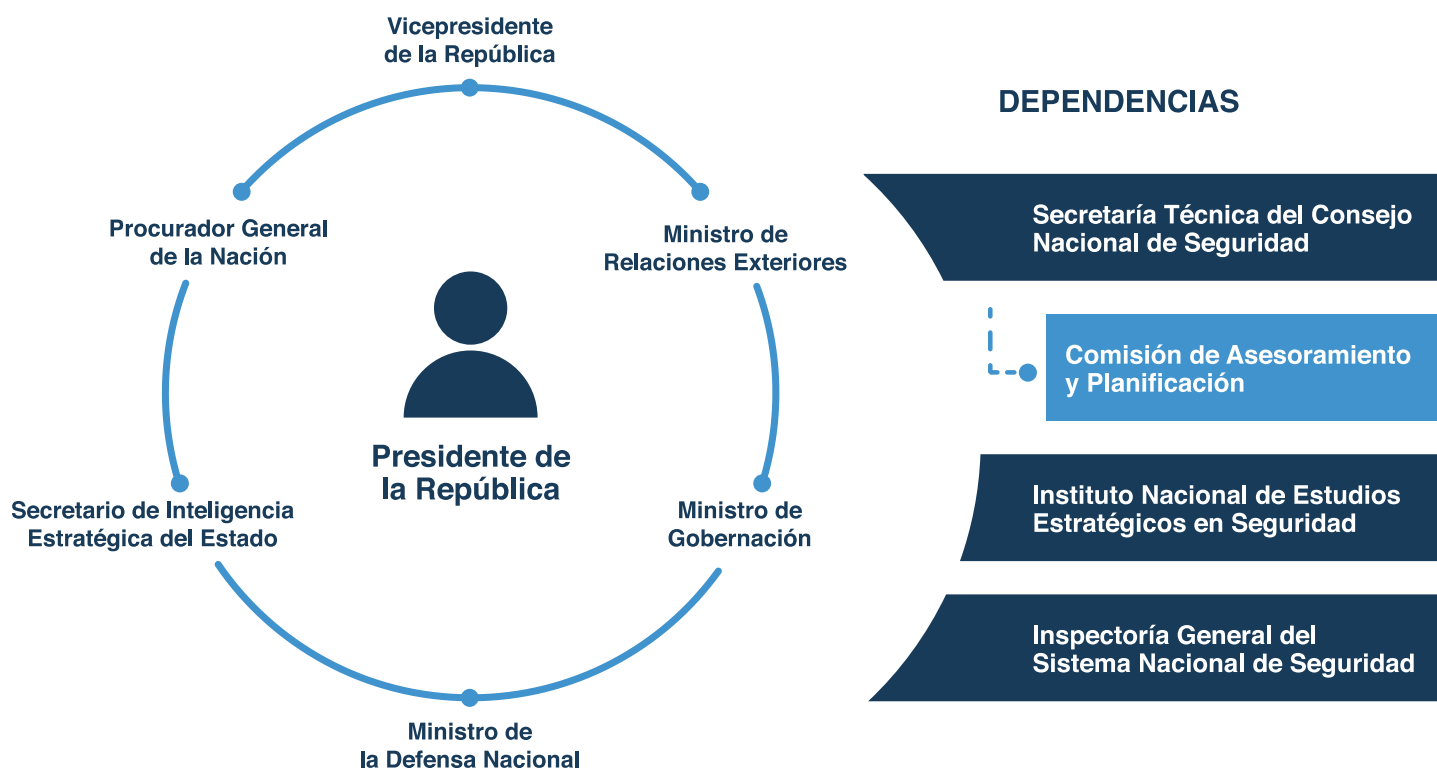 Vicepresidente
de la República
Procurador General
de la Nación
Ministro de
Relaciones Exteriores
Presidente de
la República
Secretario de Inteligencia
Estratégica del Estado
Ministro de
Gobernación
Ministro de
la Defensa Nacional
DEPENDENCIAS
Secretaría Técnica del Consejo
Nacional de Seguridad
Comisión de Asesoramiento
y Planificación
Instituto Nacional de Estudios
Estratégicos en Seguridad
Inspectoría General del
Sistema Nacional de Seguridad